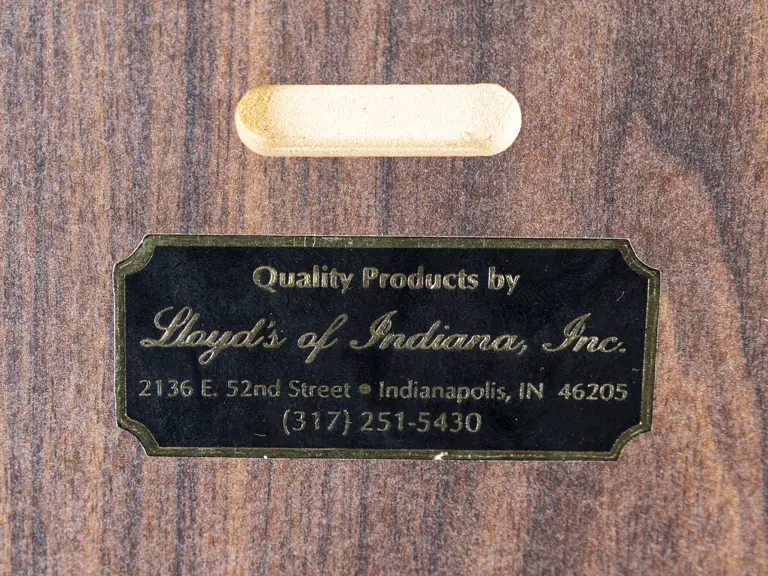 Quality Products by
Lloyd's of Indiana, Inc.
2136 E. 52nd Street • Indianapolis, IN 46205
(317) 251-5430